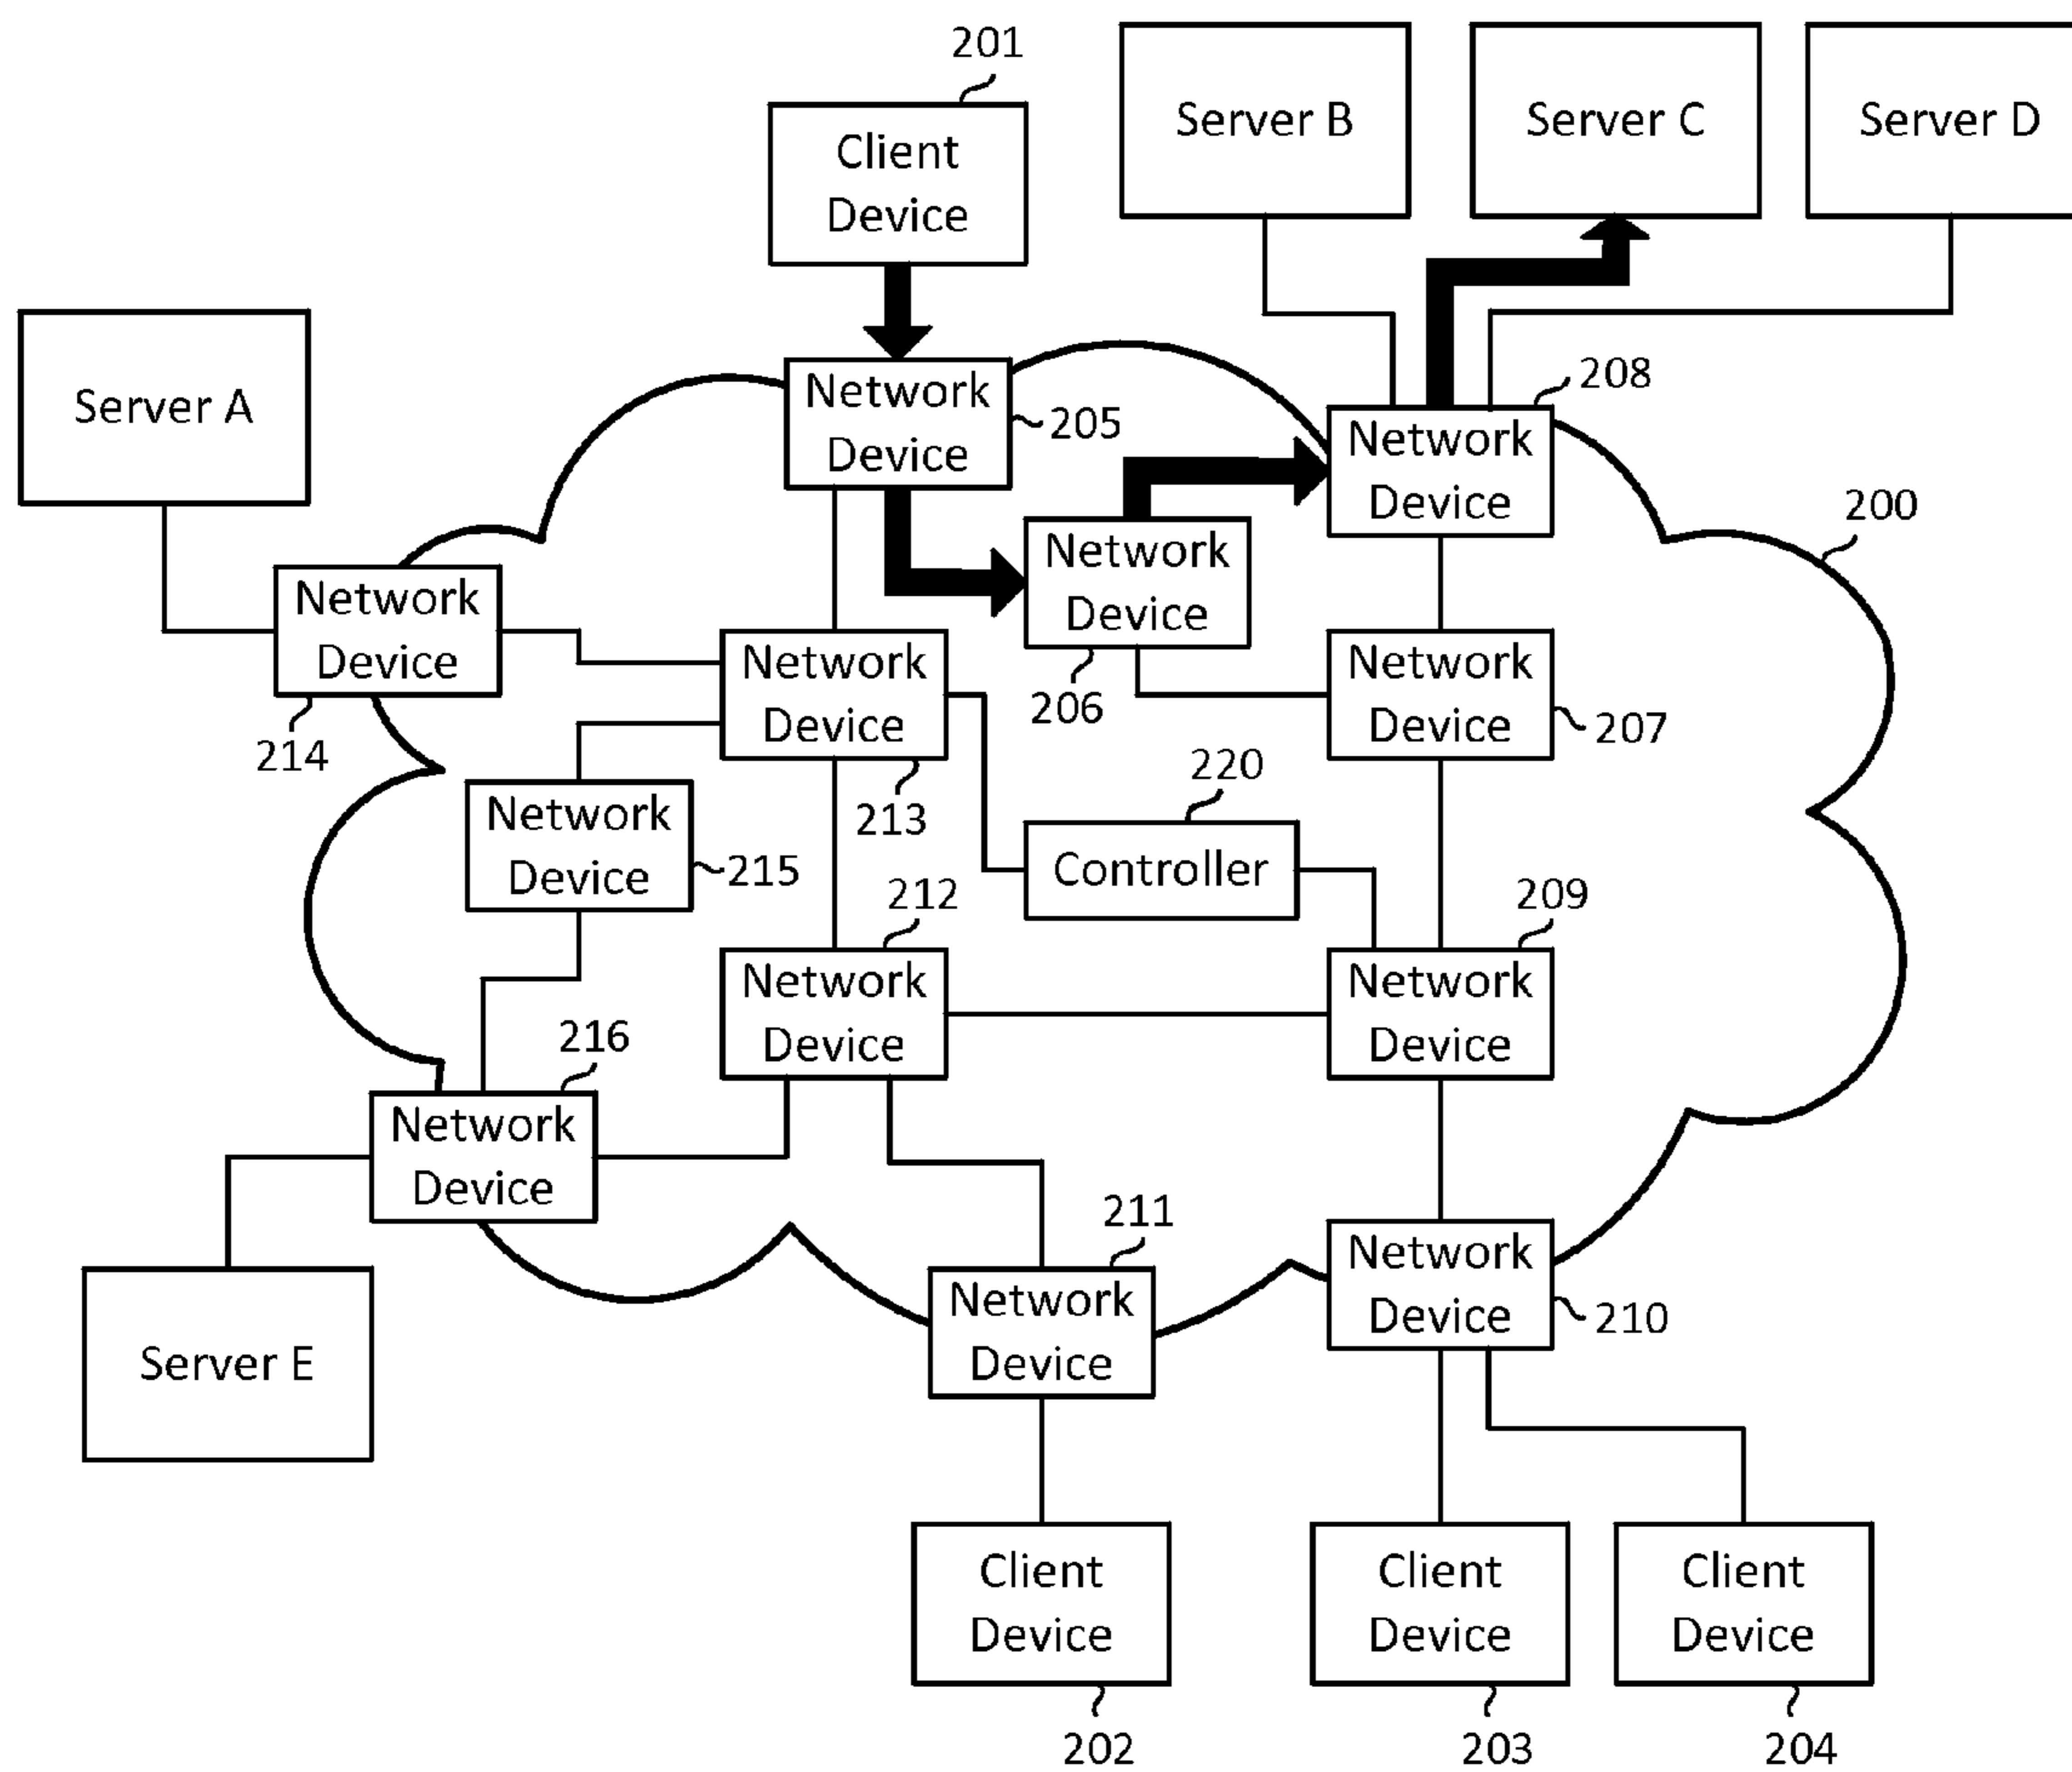 201
Client
Device
Server B
Server C
Server D
Server A
Network
Device
205
208
Network
Device
200
Network
Device
206
Network
Device
214
Network
Device
213
Network
Device
207
220
Controller
Network
Device
215
212
Network
Device
209
Network
Device
216
Network
Device
Server E
211
Network
Device
Network
Device
210
Client
Device
202
Client
Device
203
Client
Device
204